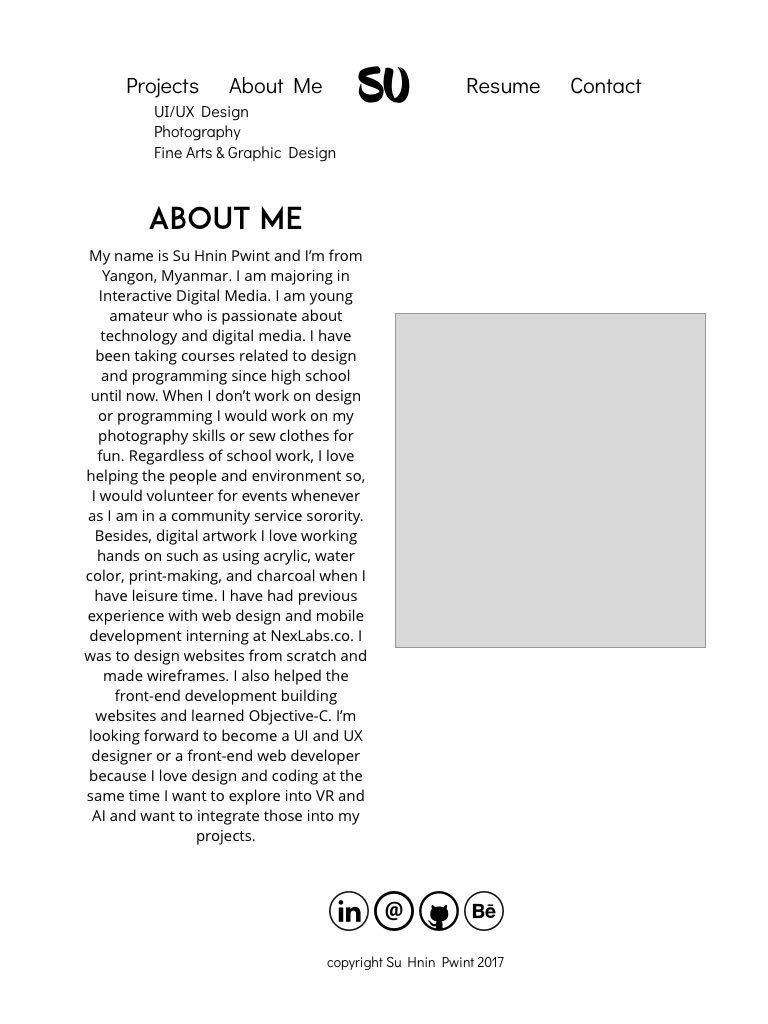 Projects About Me SU Resume Contact
UI/UX Design
Photography
Fine Arts & Graphic Design
ABOUT ME
My name is Su Hnin Pwint and I’m from
Yangon, Myanmar. I am majoring in
Interactive Digital Media. I am young
amateur who is passionate about
technology and digital media. I have
been taking courses related to design
and programming since high school
until now. When I don’t work on design
or programming I would work on my
photography skills or sew clothes for
fun. Regardless of school work, I love
helping the people and environment so,
I would volunteer for events whenever
as I am in a community service sorority.
Besides, digital artwork I love working
hands on such as using acrylic, water
color, print-making, and charcoal when I
have leisure time. I have had previous
experience with web design and mobile
development interning at NexLabs.co. I
was to design websites from scratch and
made wireframes. I also helped the
front-end development building
websites and learned Objective-C. I’m
looking forward to become a UI and UX
designer or a front-end web developer
because I love design and coding at the
same time I want to explore into VR and
AI and want to integrate those into my
projects.
in @ Bē
copyright Su Hnin Pwint 2017